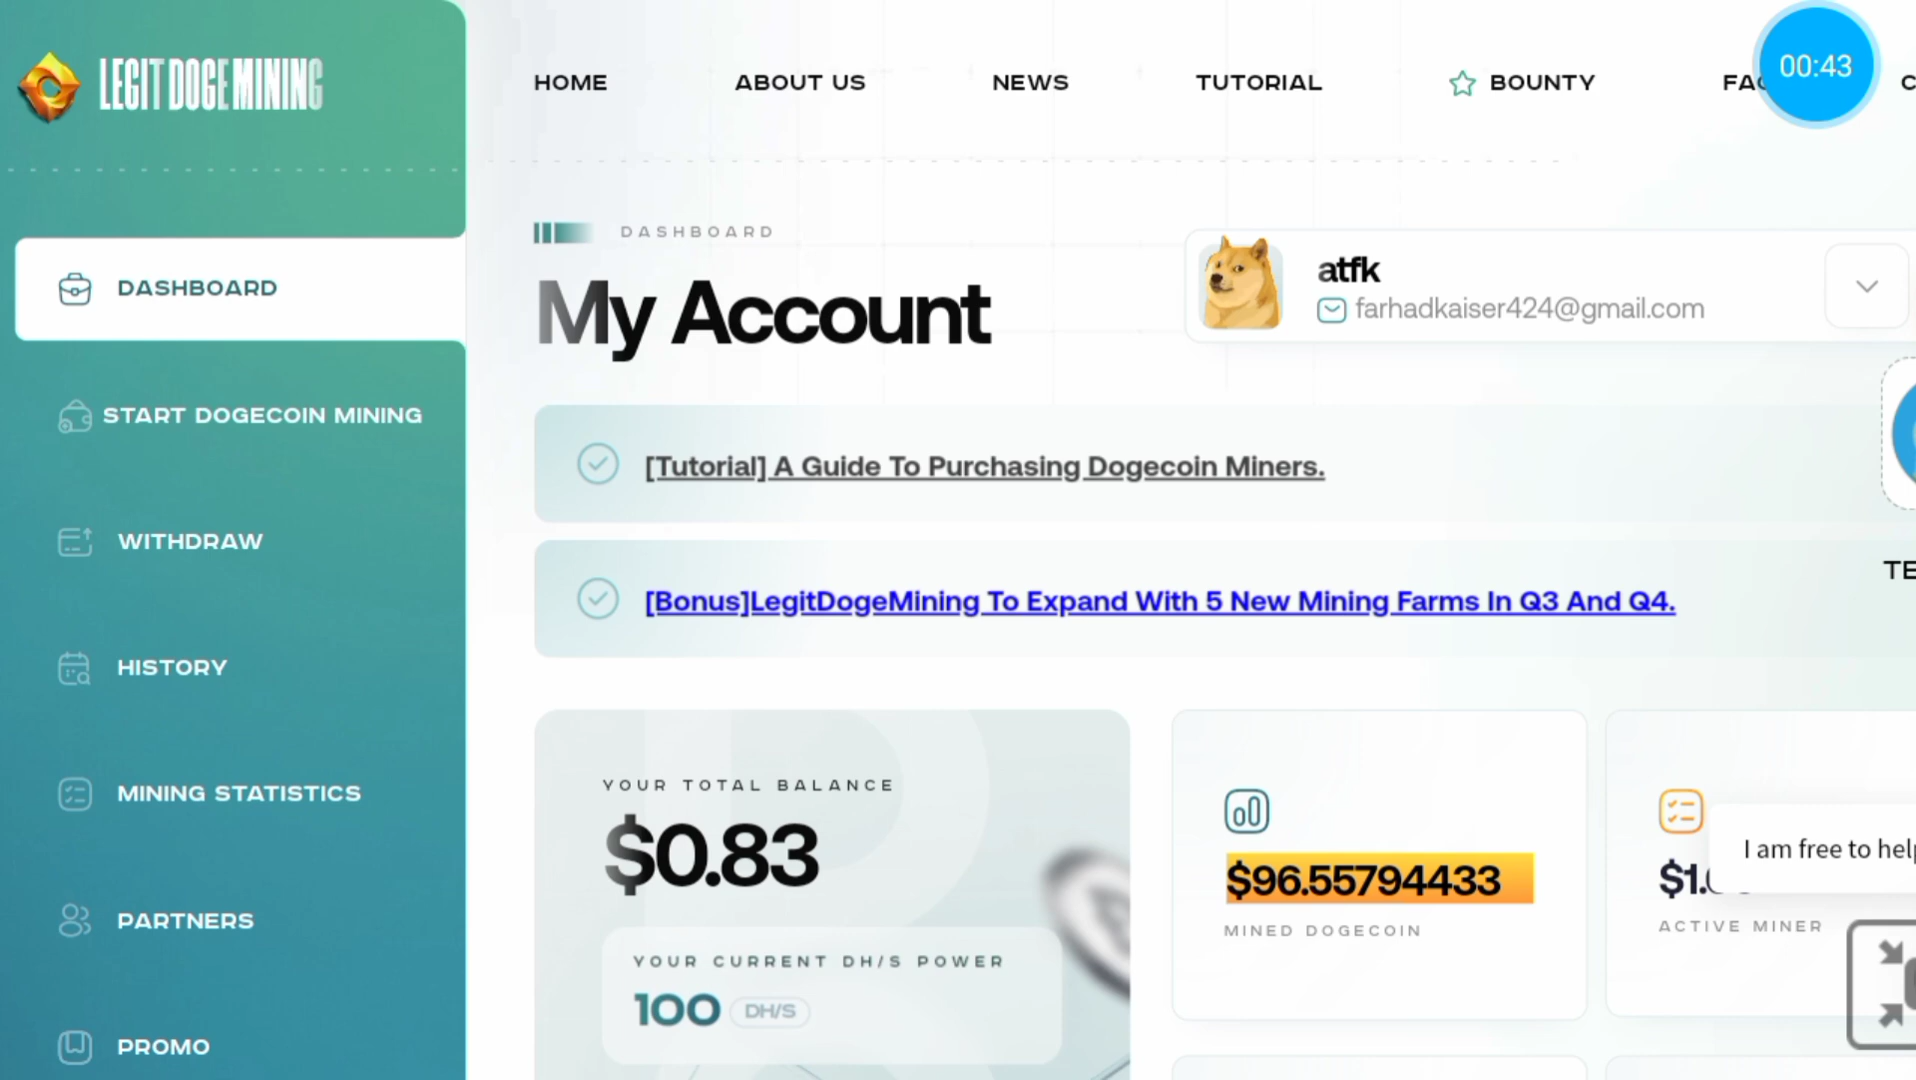 LEGIT DOGE MINING
HOME
ABOUT US
NEWS
TUTORIAL
BOUNTY
00:43
DASHBOARD
My Account
atfk
farhadkaiser424@gmail.com
DASHBOARD
START DOGECOIN MINING
WITHDRAW
HISTORY
MINING STATISTICS
PARTNERS
PROMO
[Tutorial] A Guide To Purchasing Dogecoin Miners.
[Bonus]LegitDogeMining To Expand With 5 New Mining Farms In Q3 And Q4.
YOUR TOTAL BALANCE
$0.83
YOUR CURRENT DH/S POWER
100 DH/S
$96.55794433
MINED DOGECOIN
ACTIVE MINER
I am free to help